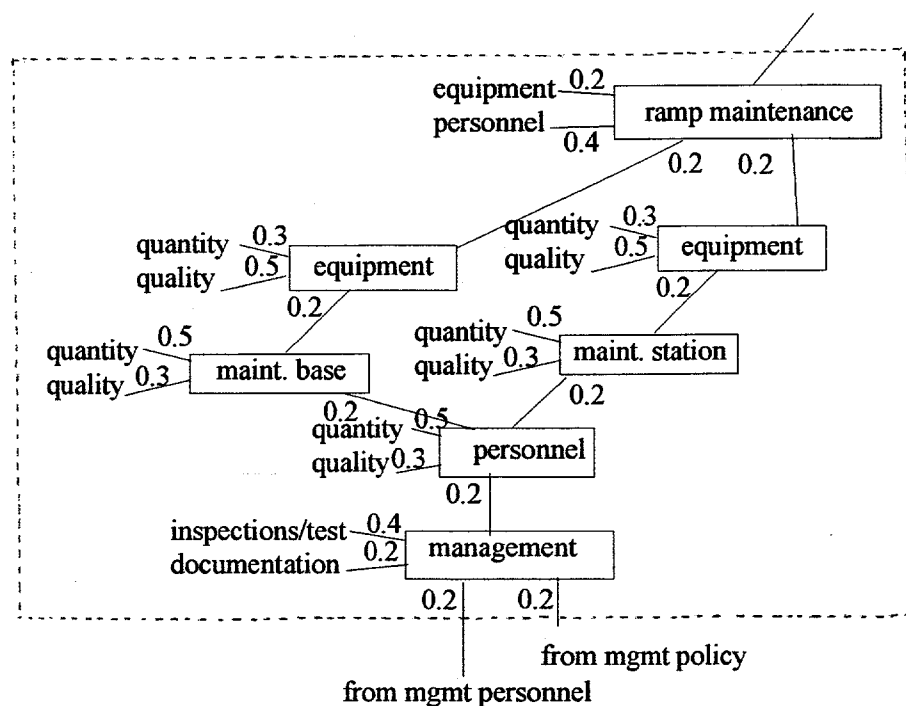 equipment 0.2
personnel 0.4
ramp maintenance
0.2 0.2
quantity 0.3
quality 0.5
equipment
0.2
quantity 0.3
quality 0.5
equipment
0.2
quantity 0.5
quality 0.3
maint. base
0.2
quantity 0.5
quality 0.3
maint. station
0.2
quantity 0.5
quality 0.3
personnel
0.2
inspections/test 0.4
documentation 0.2
management
0.2 0.2
from mgmt policy
from mgmt personnel